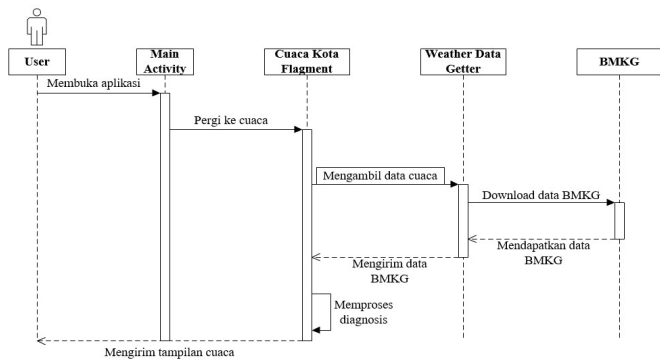 User
Main
Activity
Cuaca Kota
Flagment
Weather Data
Getter
BMKG
Membuka aplikasi
Pergi ke cuaca
Mengambil data cuaca
Download data BMKG
Mendapatkan data
BMKG
Mengirim data
BMKG
Memproses
diagnosis
Mengirim tampilan cuaca